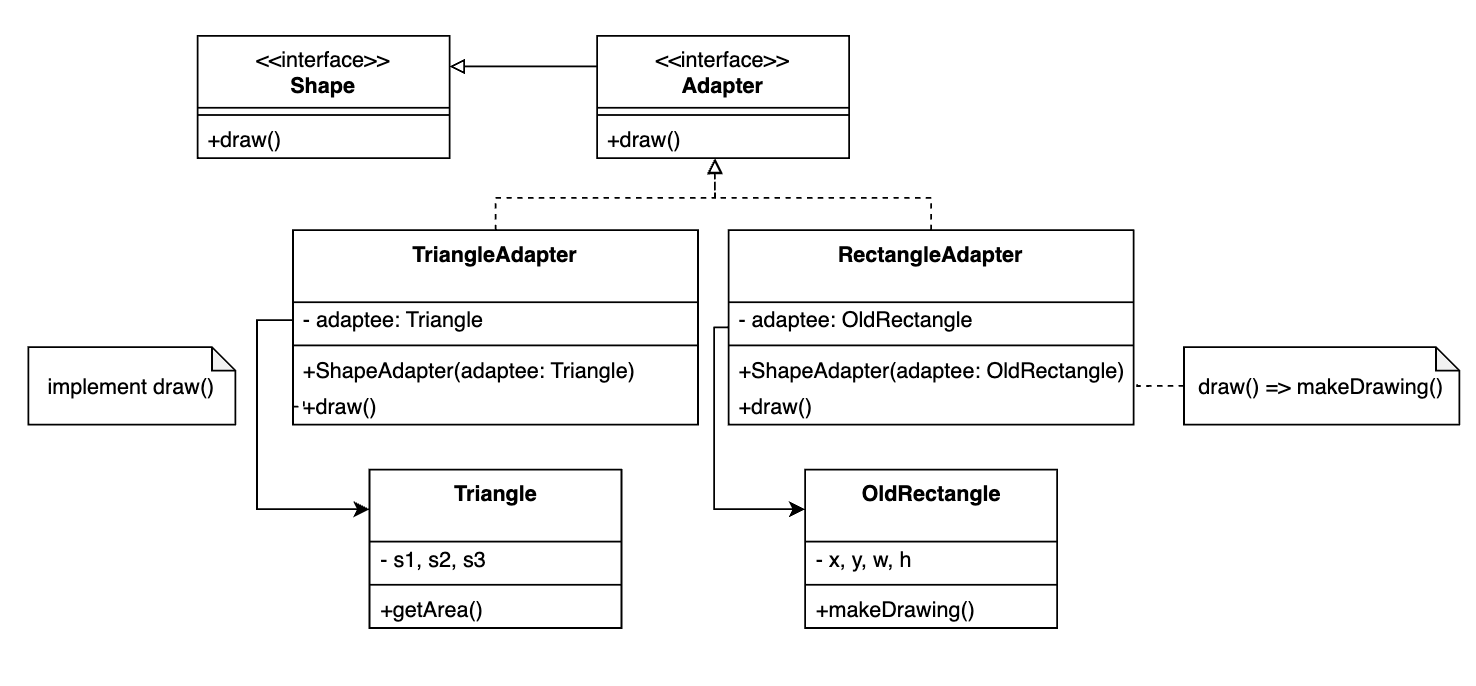 <<interface>>
Shape
+draw()
<<interface>>
Adapter
+draw()
TriangleAdapter
- adaptee: Triangle
+ShapeAdapter(adaptee: Triangle)
+draw()
RectangleAdapter
- adaptee: OldRectangle
+ShapeAdapter(adaptee: OldRectangle)
+draw()
implement draw()
draw() => makeDrawing()
Triangle
- s1, s2, s3
+getArea()
OldRectangle
- x, y, w, h
+makeDrawing()